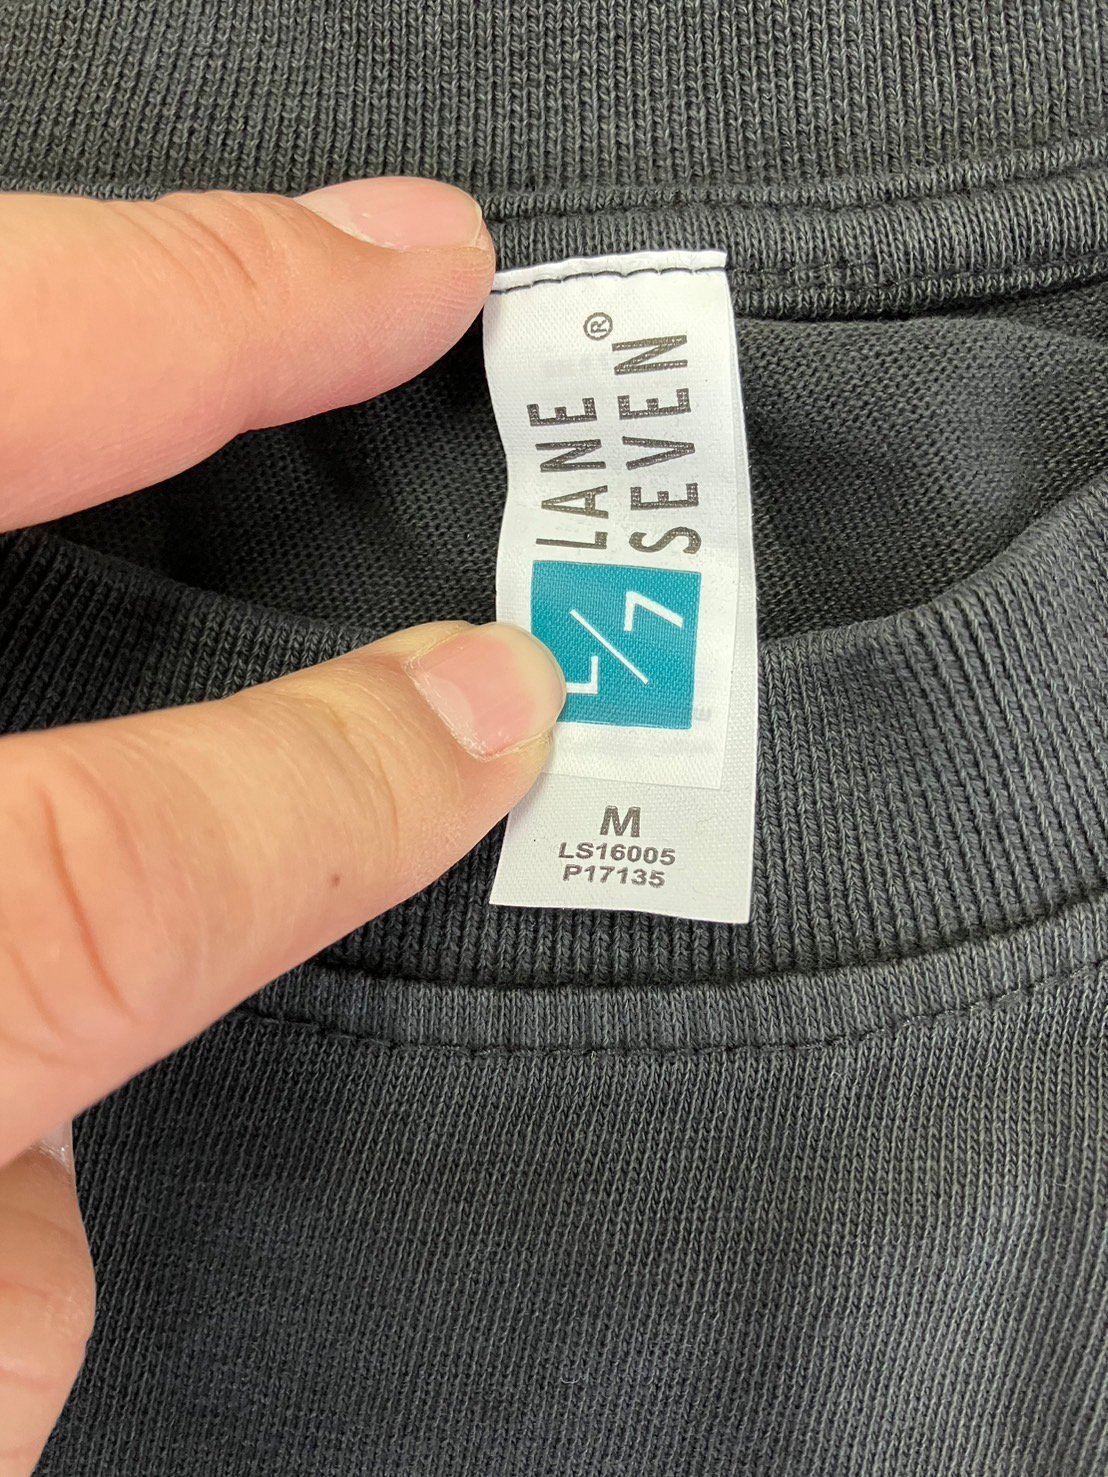 LANE
SEVEN®
L/7
M
LS16005
P17135